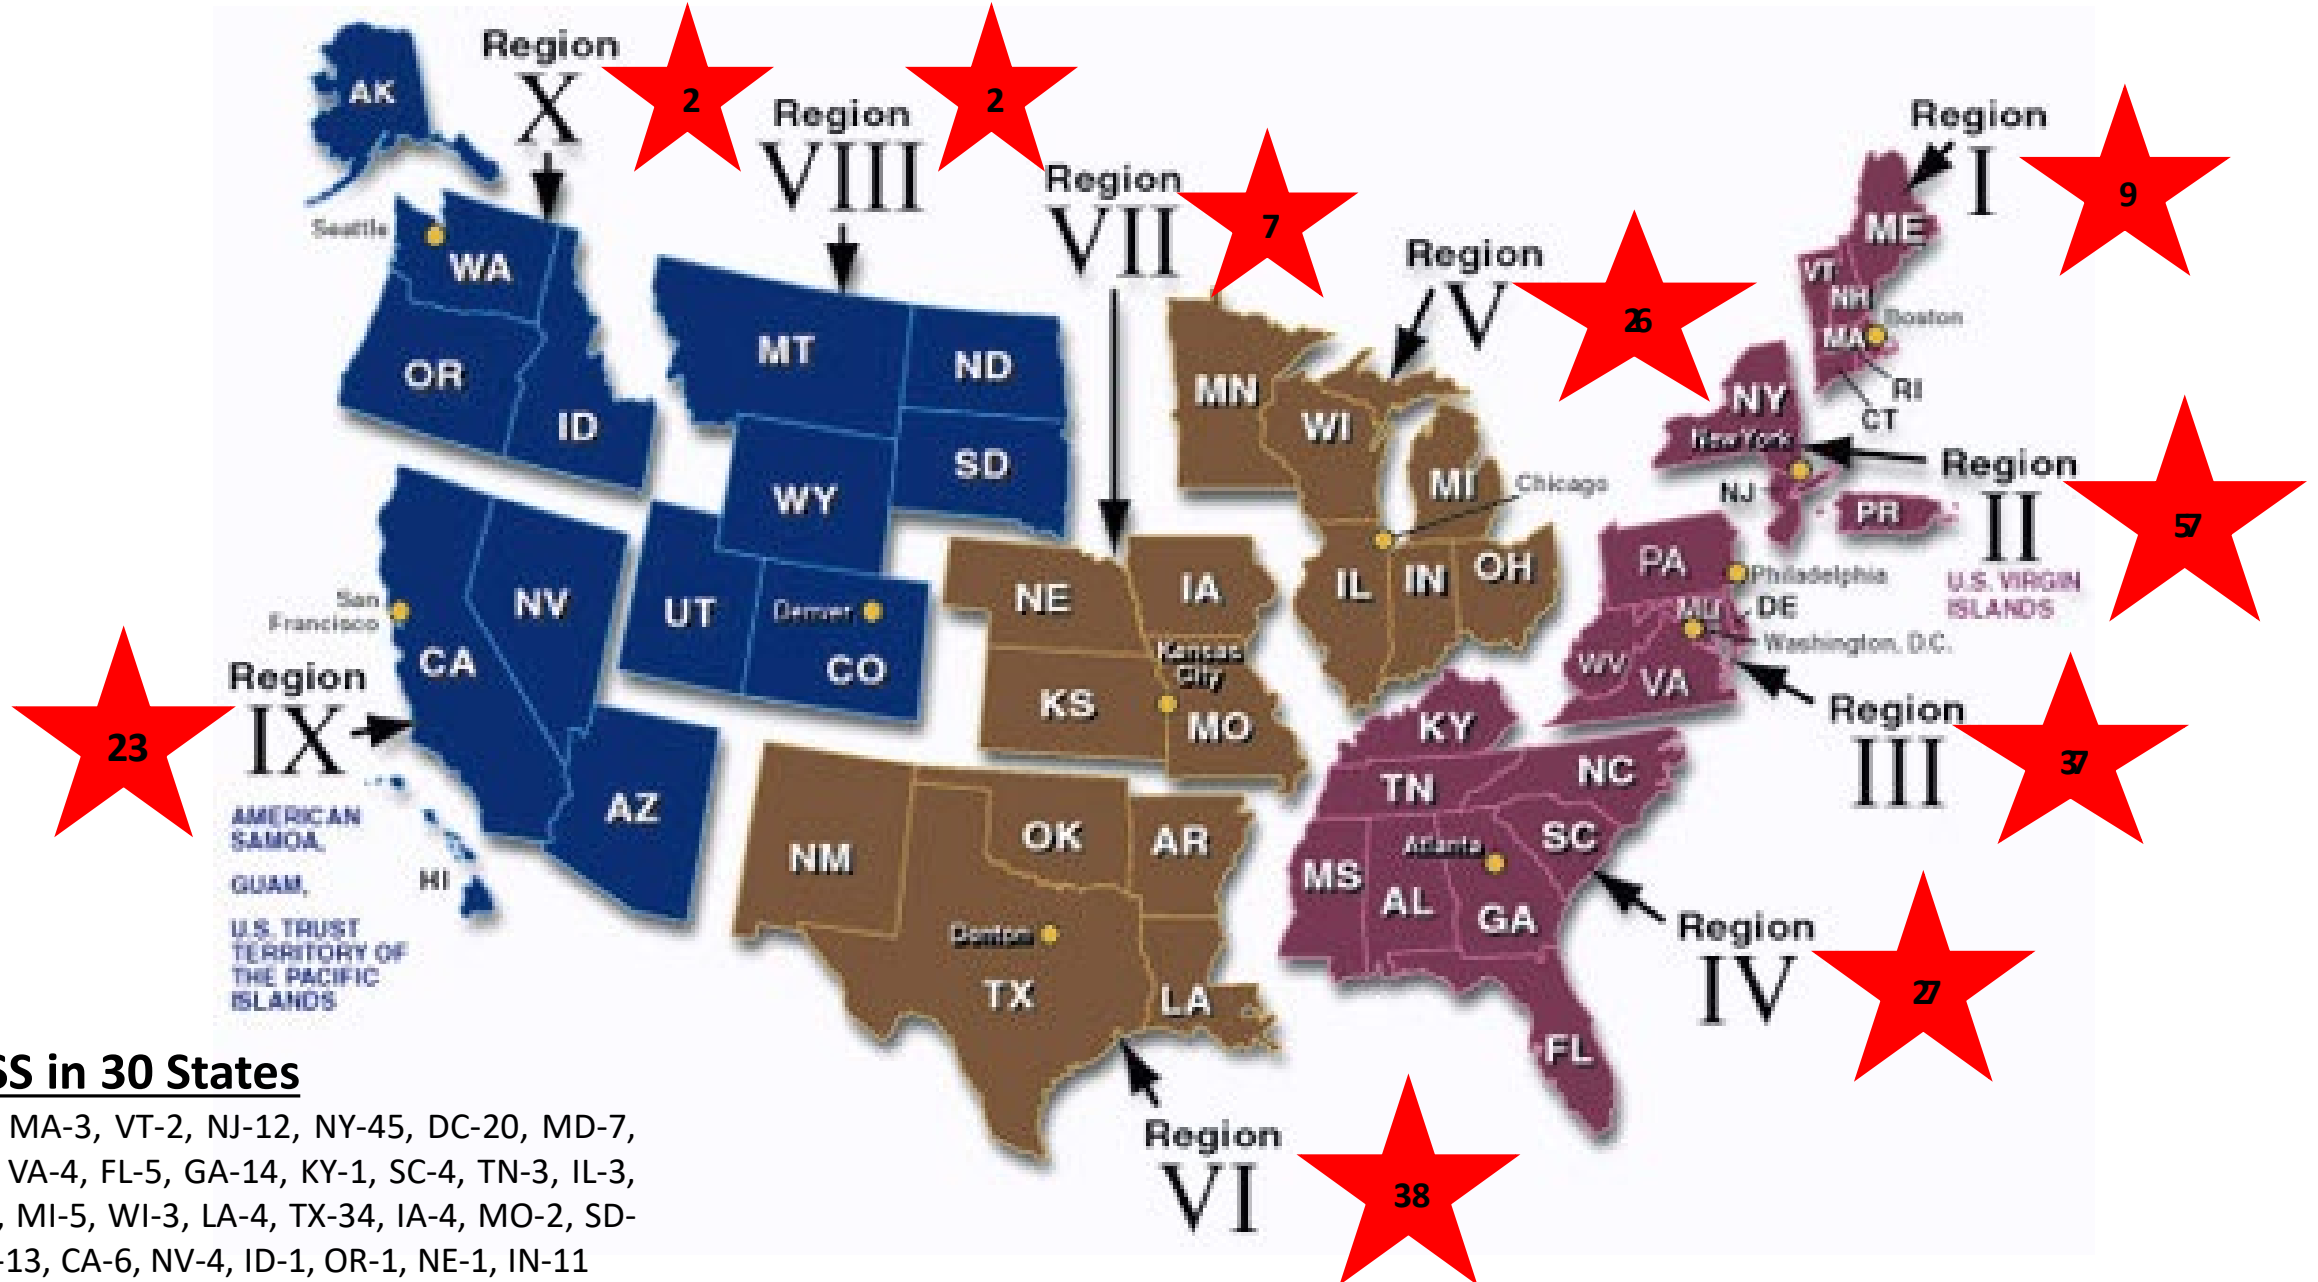 AK
Region
X
2
Region
VIII
2
Region
VII
7
Region
V
26
Region
I
9
Seattle
WA
OR
ID
MT
ND
SD
WY
MN
WI
MI
Chicago
ME
VT
NH
Boston
MA
RI
CT
NY
New York
NJ
PR
Region
II
57
U.S. VIRGIN
ISLANDS
San
Francisco
CA
NV
UT
Denver
CO
NE
IA
Kansas
City
KS
MO
IL
IN
OH
PA
Philadelphia
MD
DE
Washington, D.C.
WV
VA
Region
III
37
23
Region
IX
AMERICAN
SAMOA,
GUAM,
U.S. TRUST
TERRITORY OF
THE PACIFIC
ISLANDS
HI
AZ
NM
OK
AR
Denton
TX
LA
KY
TN
NC
SC
MS
AL
Atlanta
GA
FL
Region
IV
27
Region
VI
38
SS in 30 States
MA-3, VT-2, NJ-12, NY-45, DC-20, MD-7,
VA-4, FL-5, GA-14, KY-1, SC-4, TN-3, IL-3,
, MI-5, WI-3, LA-4, TX-34, IA-4, MO-2, SD-
-13, CA-6, NV-4, ID-1, OR-1, NE-1, IN-11